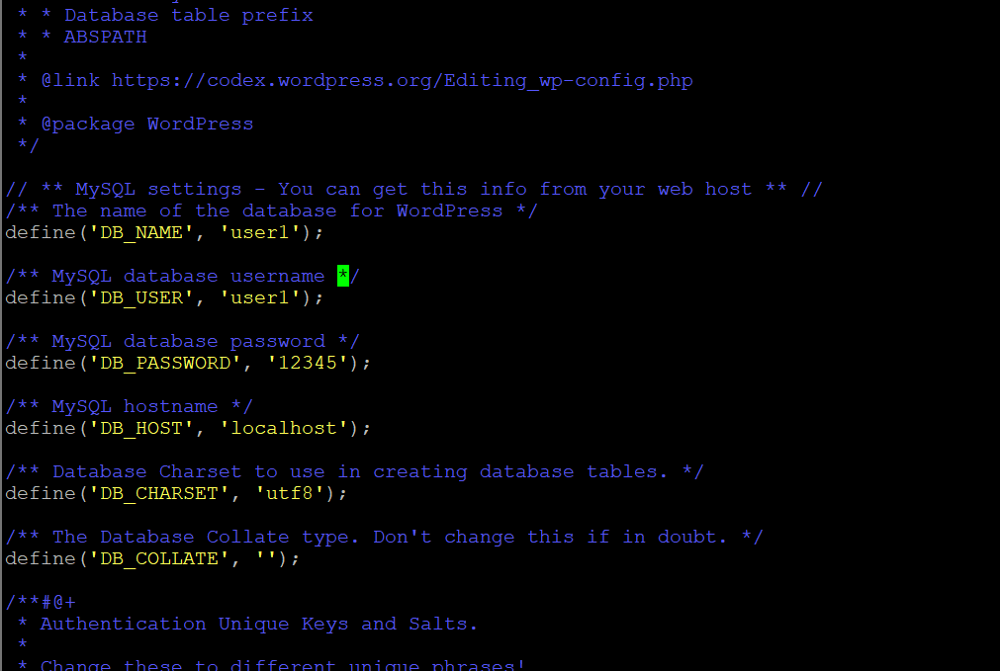 * * Database table prefix
* * ABSPATH
*
* @link https://codex.wordpress.org/Editing_wp-config.php
*
* @package WordPress
*/
// ** MySQL settings - You can get this info from your web host ** //
/** The name of the database for WordPress */
define('DB_NAME', 'user1');
/** MySQL database username */
define('DB_USER', 'user1');
/** MySQL database password */
define('DB_PASSWORD', '12345');
/** MySQL hostname */
define('DB_HOST', 'localhost');
/** Database Charset to use in creating database tables. */
define('DB_CHARSET', 'utf8');
/** The Database Collate type. Don't change this if in doubt. */
define('DB_COLLATE', '');
/**#@+
* Authentication Unique Keys and Salts.
*
* Change these to different unique phrases!